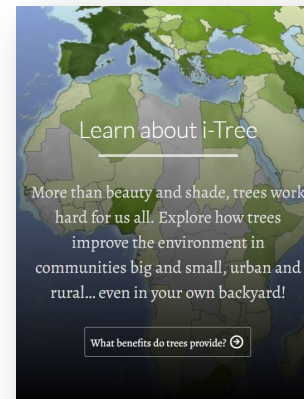 Learn about i-Tree
More than beauty and shade, trees work
hard for us all. Explore how trees
improve the environment in
communities big and small, urban and
rural... even in your own backyard!
What benefits do trees provide?